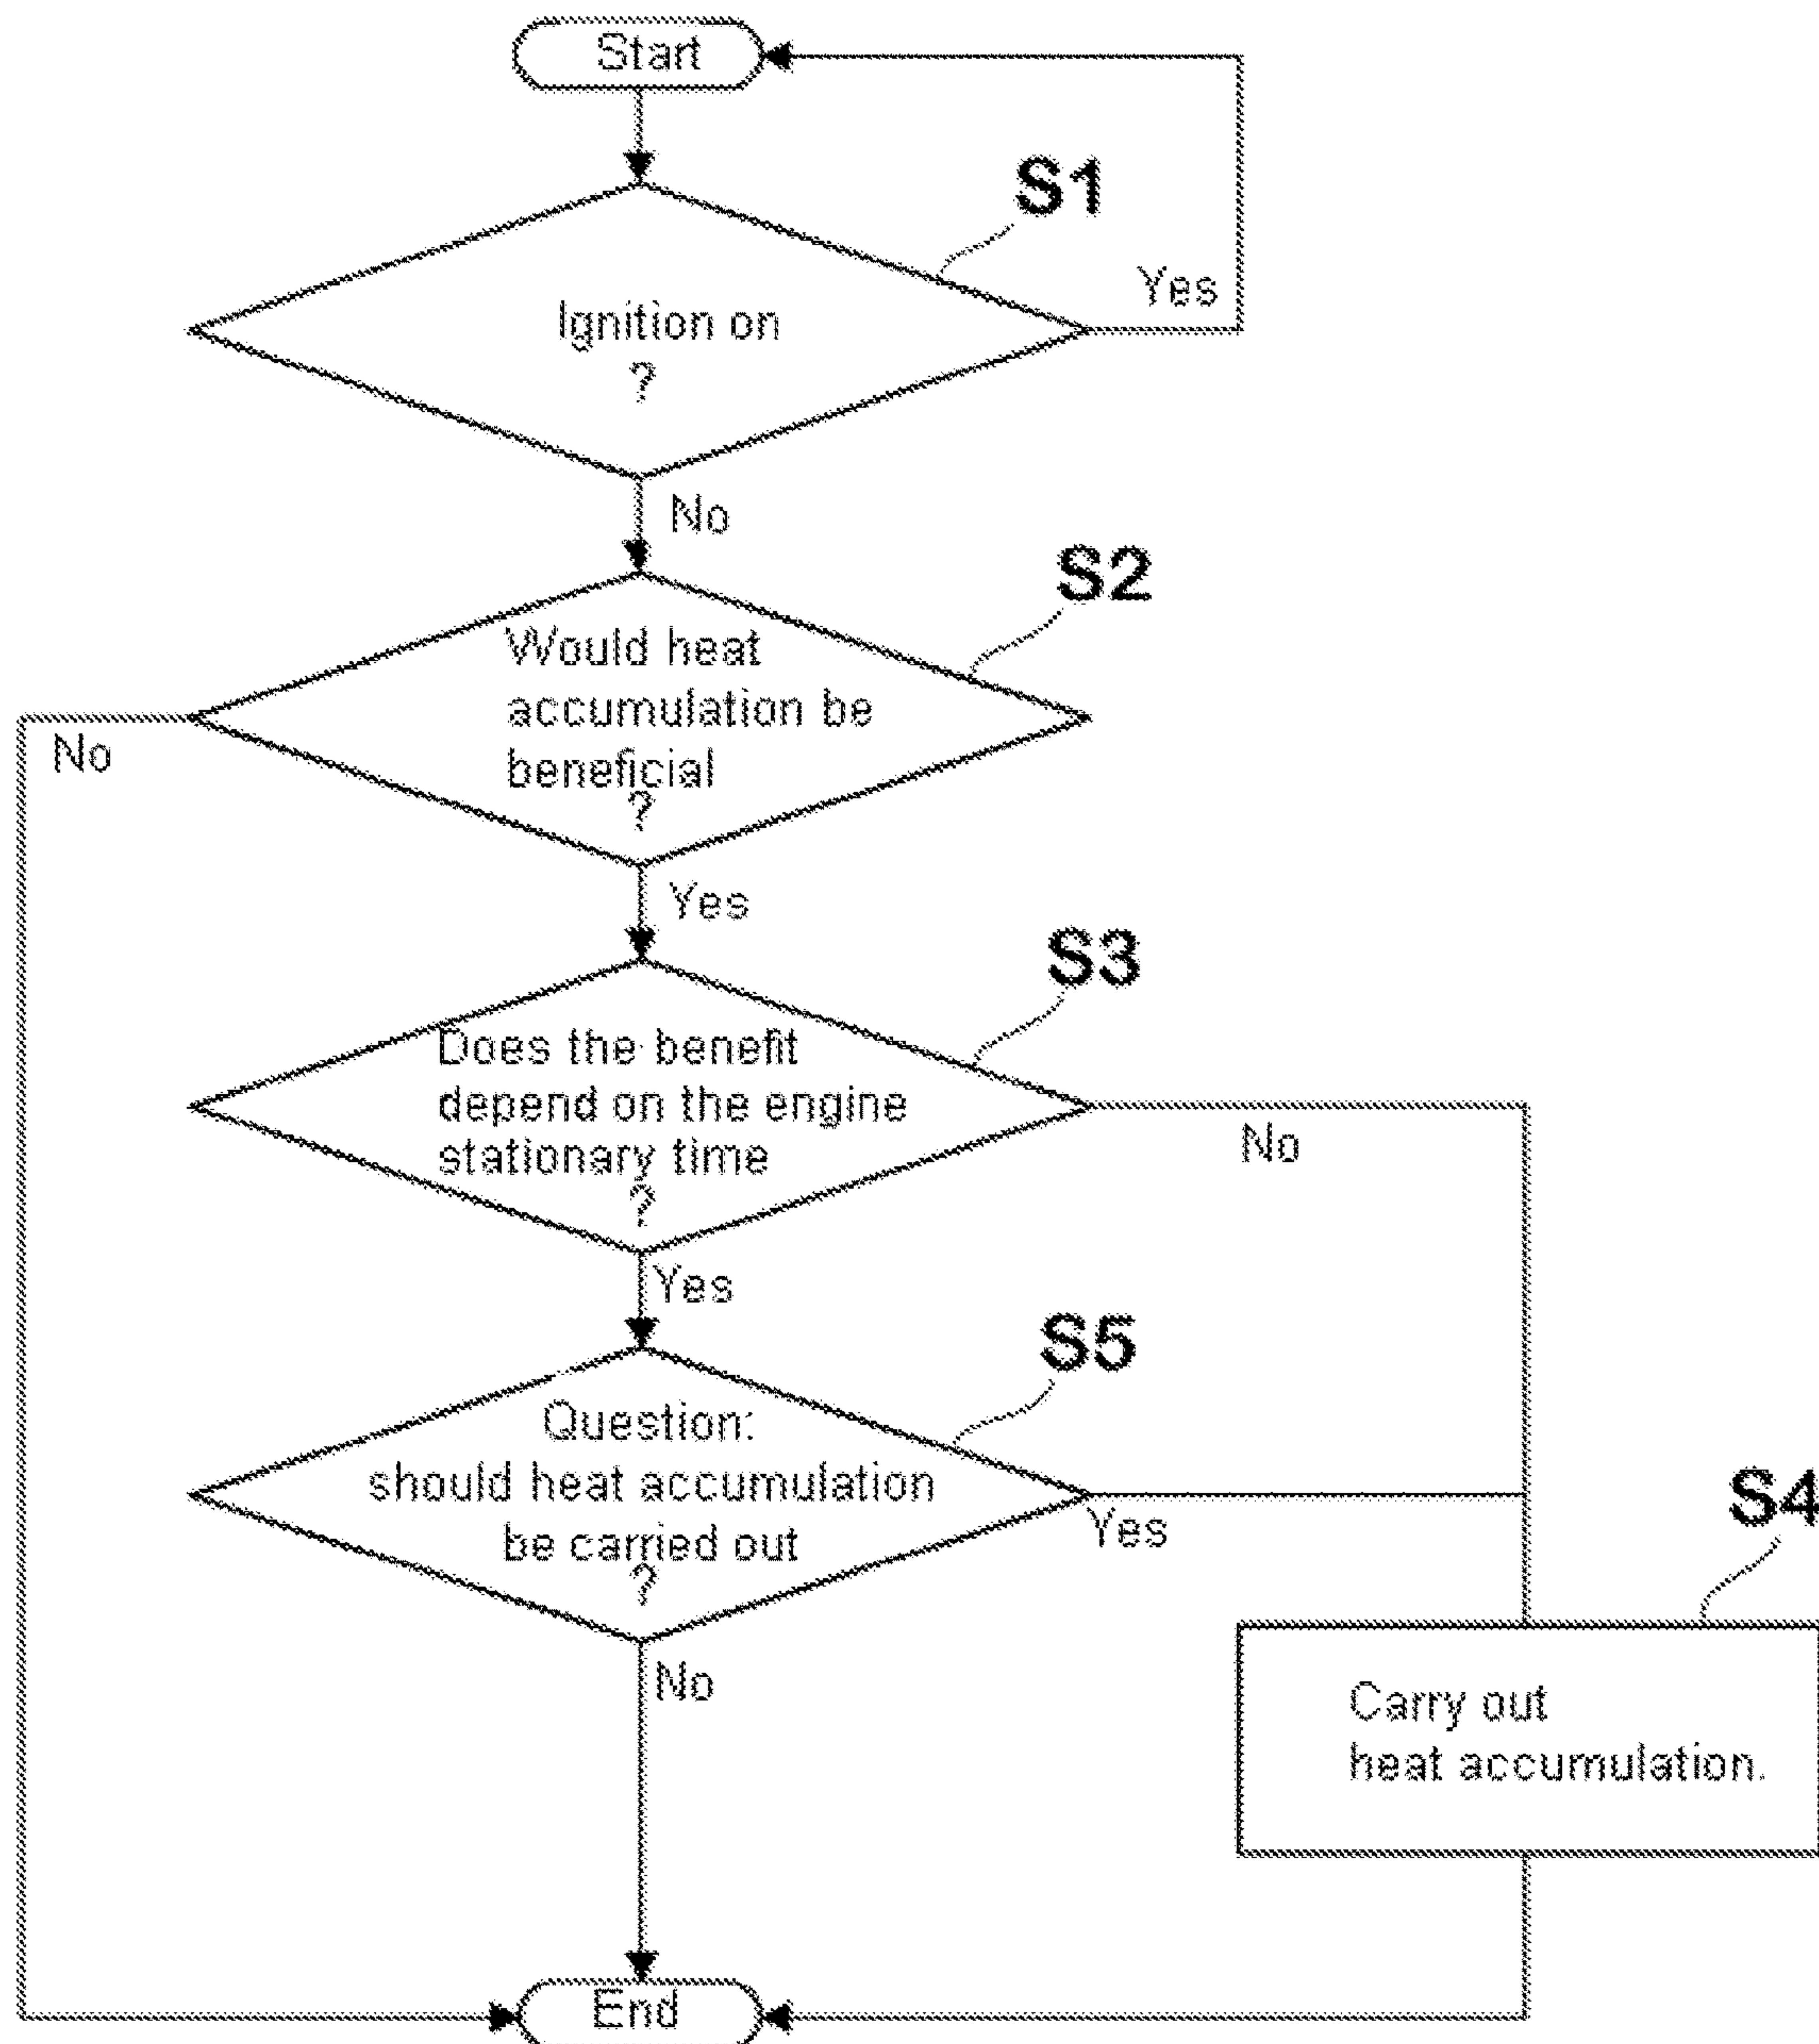 Start
S1
Yes
Ignition on
?
No
S2
Would heat
accumulation be
beneficial
?
No
Yes
S3
Does the benefit
depend on the engine
stationary time
?
No
Yes
S5
Question:
should heat accumulation
be carried out
?
Yes
S4
No
Carry out
heat accumulation.
End